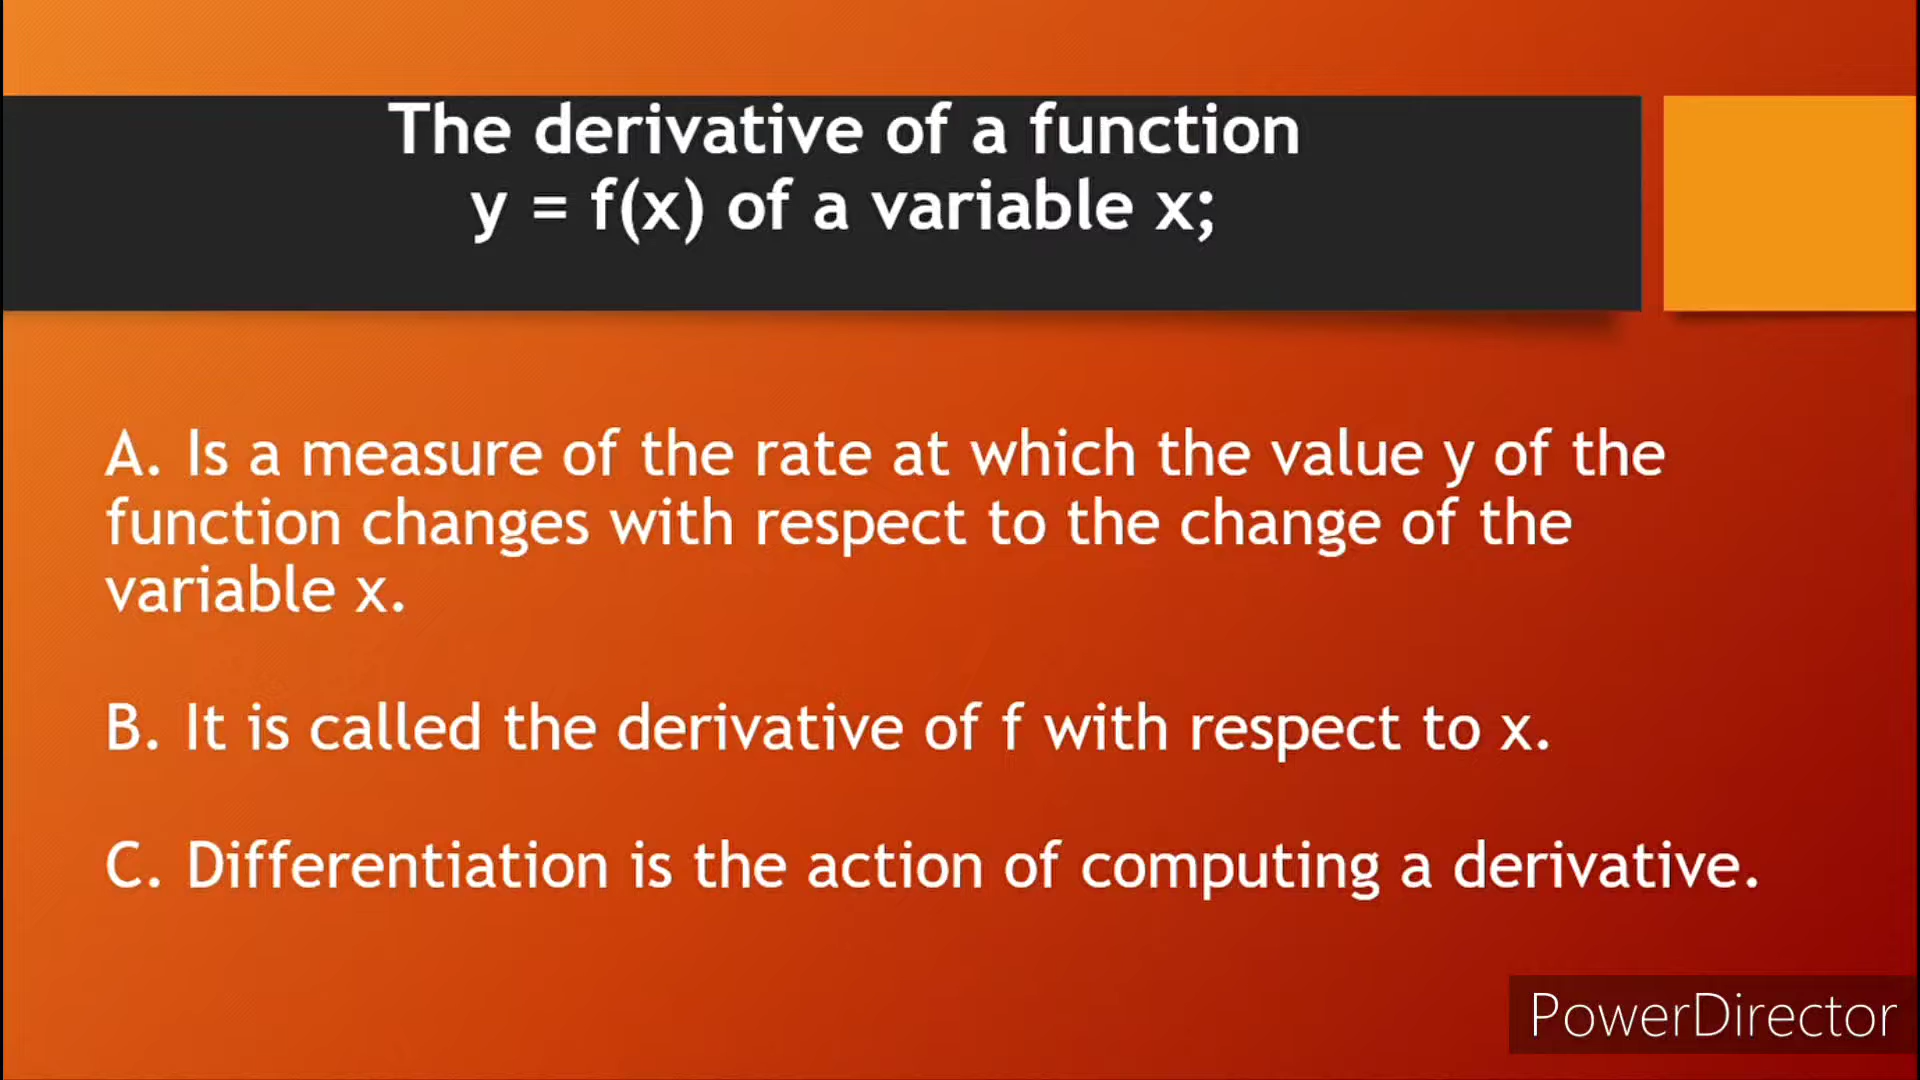 The derivative of a function
y = f(x) of a variable x;
A. Is a measure of the rate at which the value y of the
function changes with respect to the change of the
variable x.
B. It is called the derivative of f with respect to x.
C. Differentiation is the action of computing a derivative.
PowerDirector